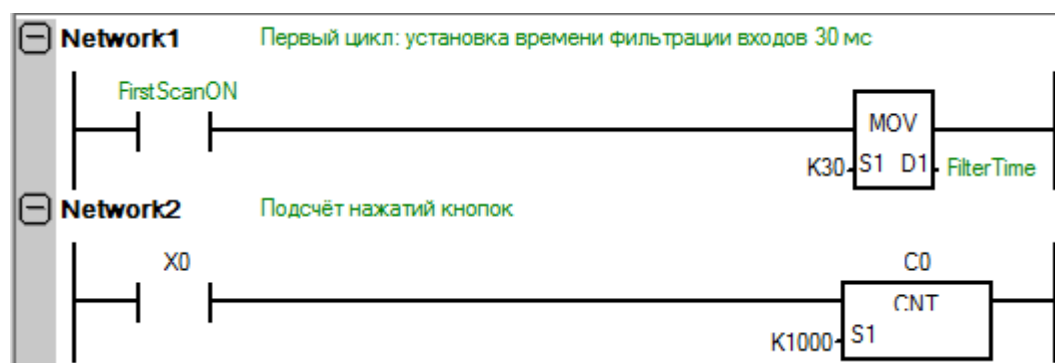 Network1 Первый цикл: установка времени фильтрации входов 30 мс
FirstScanON
MOV
K30 S1 D1 FilterTime
Network2 Подсчёт нажатий кнопок
X0 C0
CNT
K1000 S1